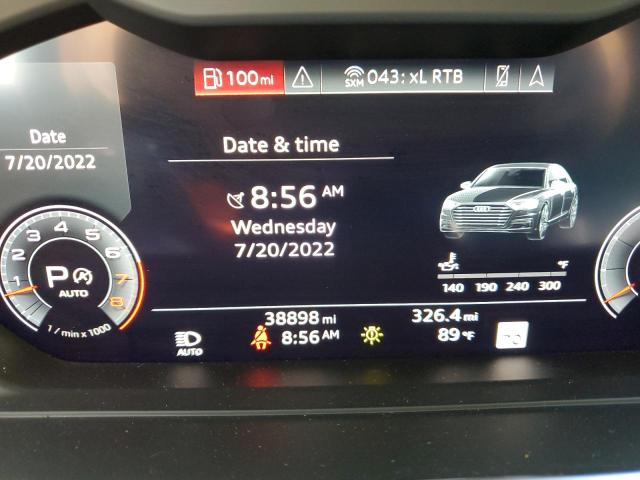 100 mi
SXM 043: xL RTB
Date
7/20/2022
Date & time
8:56 AM
Wednesday
7/20/2022
1 2 3 4 5 6 7 8
P A
AUTO
1 / min x 1000
°F
140 190 240 300
38898 mi
326.4 mi
AUTO
8:56 AM
89 °F